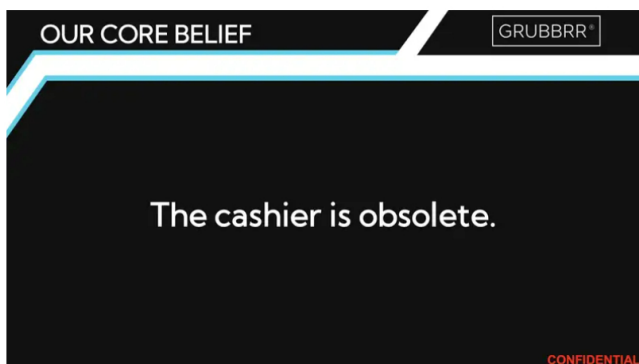 OUR CORE BELIEF
GRUBBRR®
The cashier is obsolete.
CONFIDENTIAL